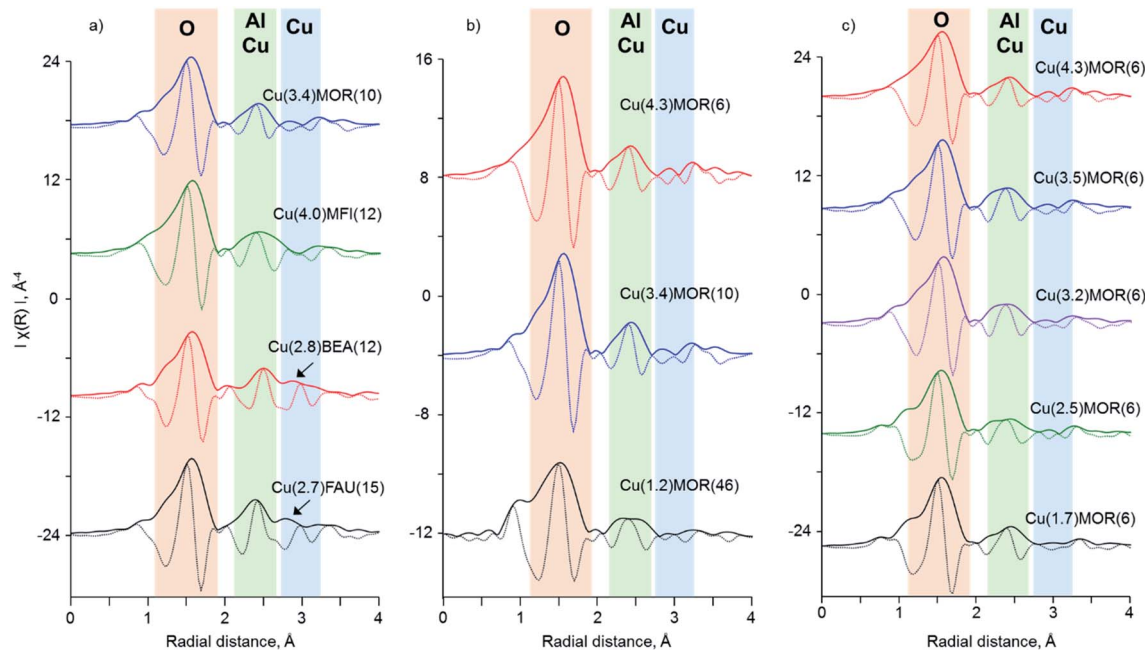 a)
O
Al
Cu
Cu
24
12
0
-12
-24
| χ(R) |, Å-4
Cu(3.4)MOR(10)
Cu(4.0)MFI(12)
Cu(2.8)BEA(12)
Cu(2.7)FAU(15)
0 1 2 3 4
Radial distance, Å
b)
O
Al
Cu
Cu
16
8
0
-8
-12
Cu(4.3)MOR(6)
Cu(3.4)MOR(10)
Cu(1.2)MOR(46)
0 1 2 3 4
Radial distance, Å
c)
O
Al
Cu
Cu
24
12
0
-12
-24
Cu(4.3)MOR(6)
Cu(3.5)MOR(6)
Cu(3.2)MOR(6)
Cu(2.5)MOR(6)
Cu(1.7)MOR(6)
0 1 2 3 4
Radial distance, Å